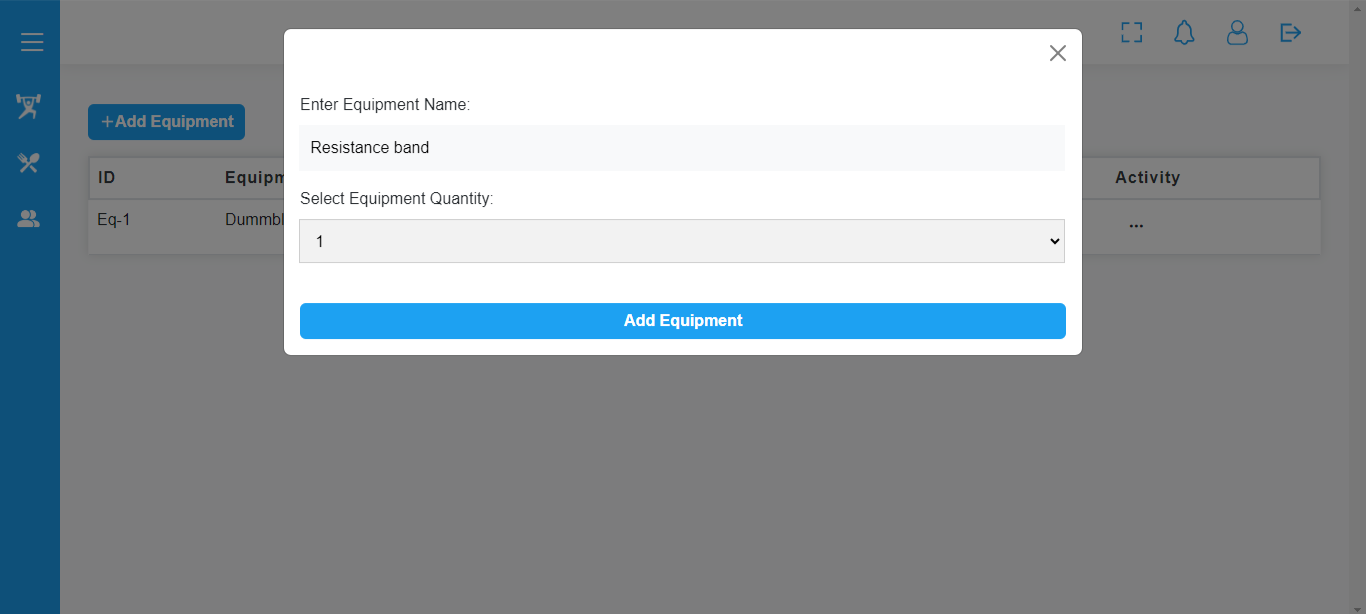 Enter Equipment Name:
+Add Equipment
Resistance band
ID Equipm Activity
Select Equipment Quantity:
Eq-1 Dummbl ...
1
Add Equipment